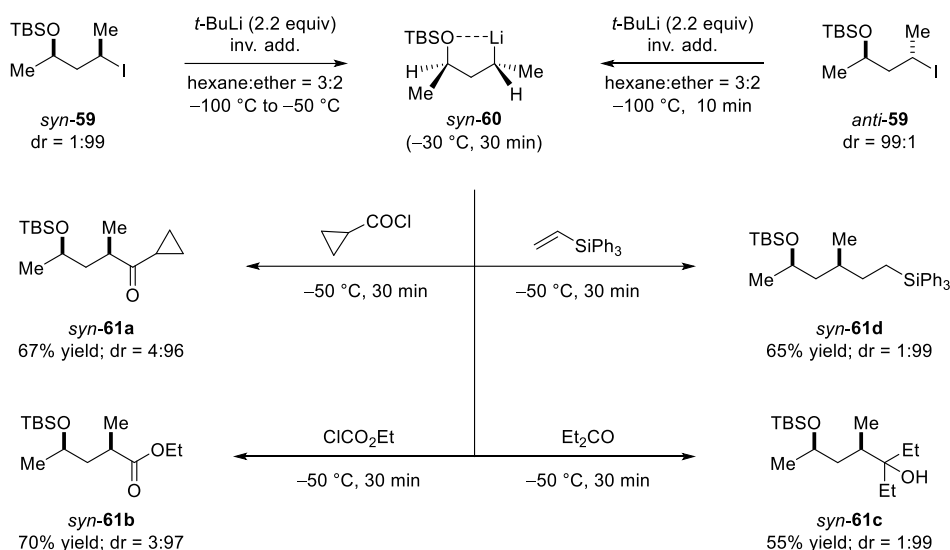 t-BuLi (2.2 equiv)
inv. add.
hexane:ether = 3:2
–100 °C to –50 °C
TBSO
Me
Me
I
syn-59
dr = 1:99
TBSO
Li
H
Me
Me
H
syn-60
(–30 °C, 30 min)
t-BuLi (2.2 equiv)
inv. add.
hexane:ether = 3:2
–100 °C, 10 min
TBSO
Me
Me
I
anti-59
dr = 99:1
TBSO
Me
Me
O
syn-61a
67% yield; dr = 4:96
COCl
–50 °C, 30 min
SiPh3
–50 °C, 30 min
TBSO
Me
Me
SiPh3
syn-61d
65% yield; dr = 1:99
TBSO
Me
Me
OEt
O
syn-61b
70% yield; dr = 3:97
ClCO2Et
–50 °C, 30 min
Et2CO
–50 °C, 30 min
TBSO
Me
Et
Me
OH
Et
syn-61c
55% yield; dr = 1:99